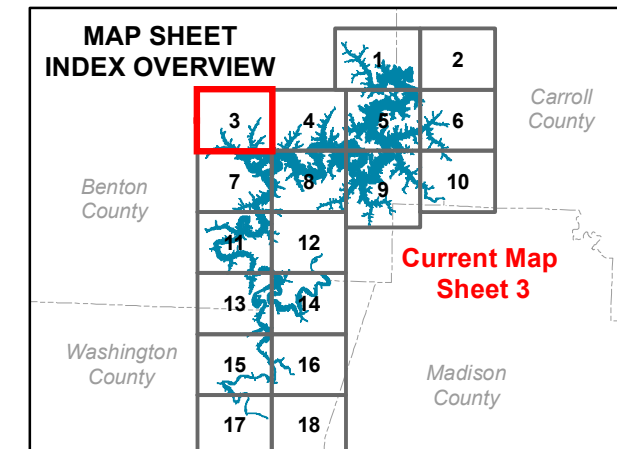 MAP SHEET
INDEX OVERVIEW
1
2
3
4
5
6
Carroll
County
7
8
9
10
Benton
County
11
12
Current Map
Sheet 3
13
14
Washington
County
15
16
Madison
County
17
18